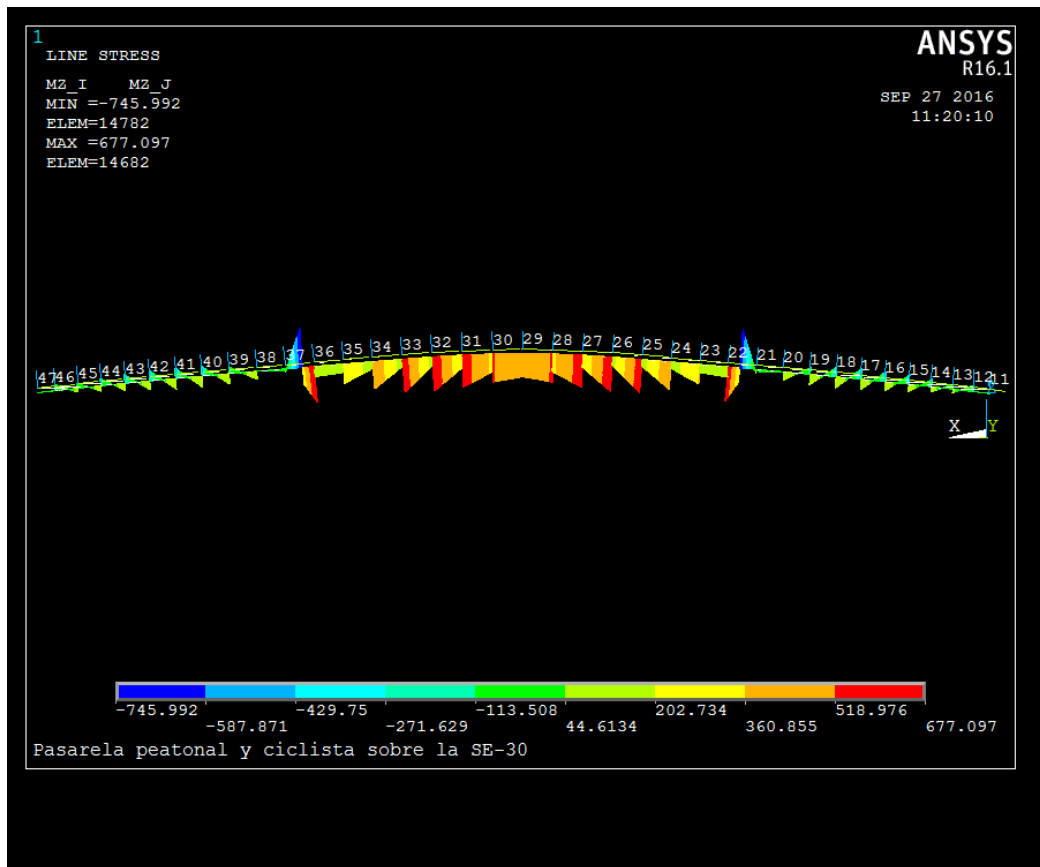 1
LINE STRESS
MZ_I MZ_J
MIN =-745.992
ELEM=14782
MAX =677.097
ELEM=14682
ANSYS
R16.1
SEP 27 2016
11:20:10
47 46 45 44 43 42 41 40 39 38 37 36 35 34 33 32 31 30 29 28 27 26 25 24 23 22 21 20 19 18 17 16 15 14 13 12 11
X Y
-745.992 -429.75 -113.508 202.734 518.976
-587.871 -271.629 44.6134 360.855 677.097
Pasarela peatonal y ciclista sobre la SE-30